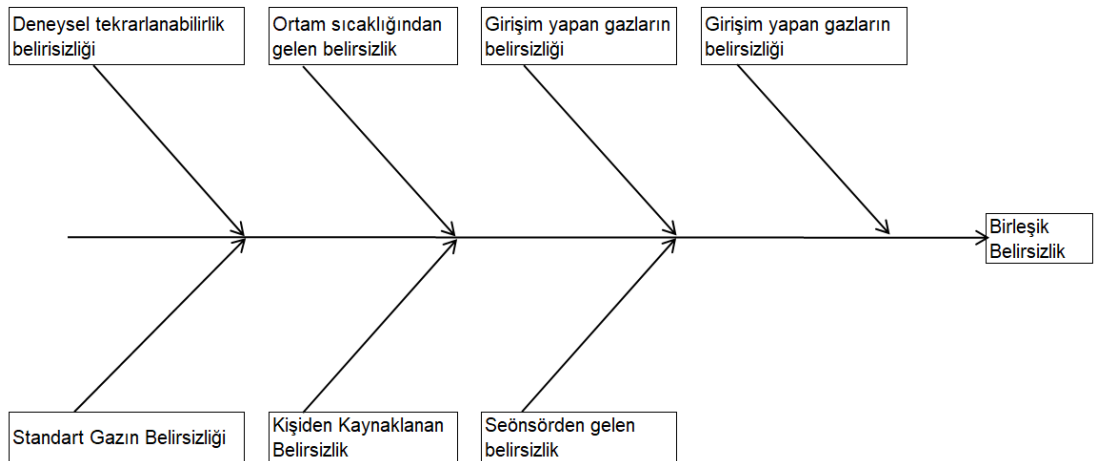 Deneysel tekrarlanabilirlik
belirisizliği
Ortam sıcaklığından
gelen belirsizlik
Girişim yapan gazların
belirsizliği
Girişim yapan gazların
belirsizliği
Birleşik
Belirsizlik
Standart Gazın Belirsizliği
Kişiden Kaynaklanan
Belirsizlik
Seönsörden gelen
belirsizlik